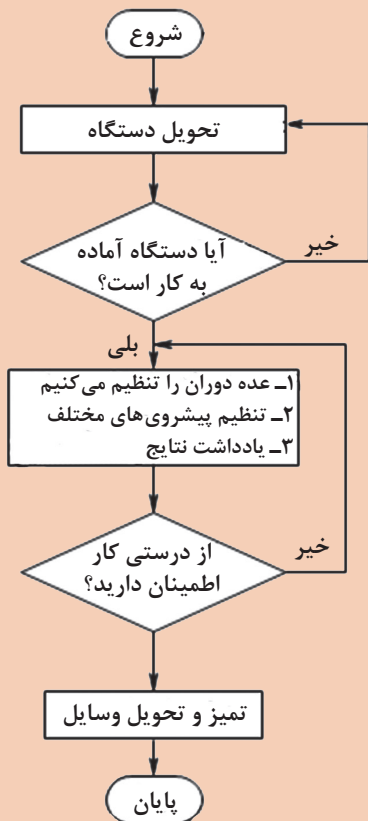 شروع
تحویل دستگاه
آیا دستگاه آماده
به کار است؟
خیر
بلی
۱ـ عده دوران را تنظیم می‌کنیم
۲ـ تنظیم پیشروی‌های مختلف
۳ـ یادداشت نتایج
از درستی کار
اطمینان دارید؟
خیر
تمیز و تحویل وسایل
پایان